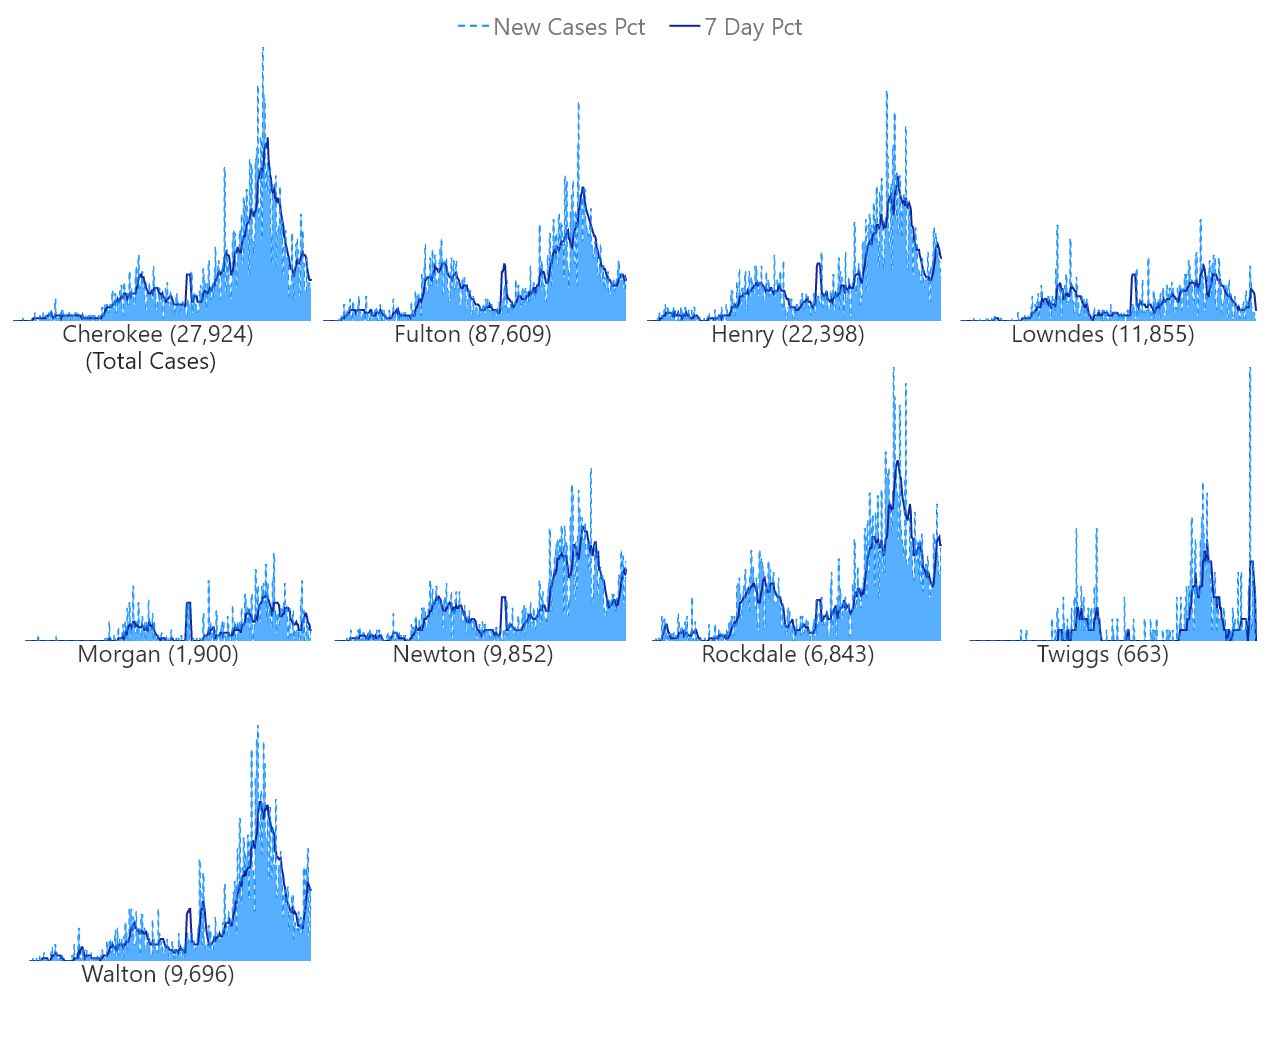 New Cases Pct 7 Day Pct
Cherokee (27,924) Fulton (87,609) Henry (22,398) Lowndes (11,855)
(Total Cases)
Morgan (1,900) Newton (9,852) Rockdale (6,843) Twiggs (663)
Walton (9,696)